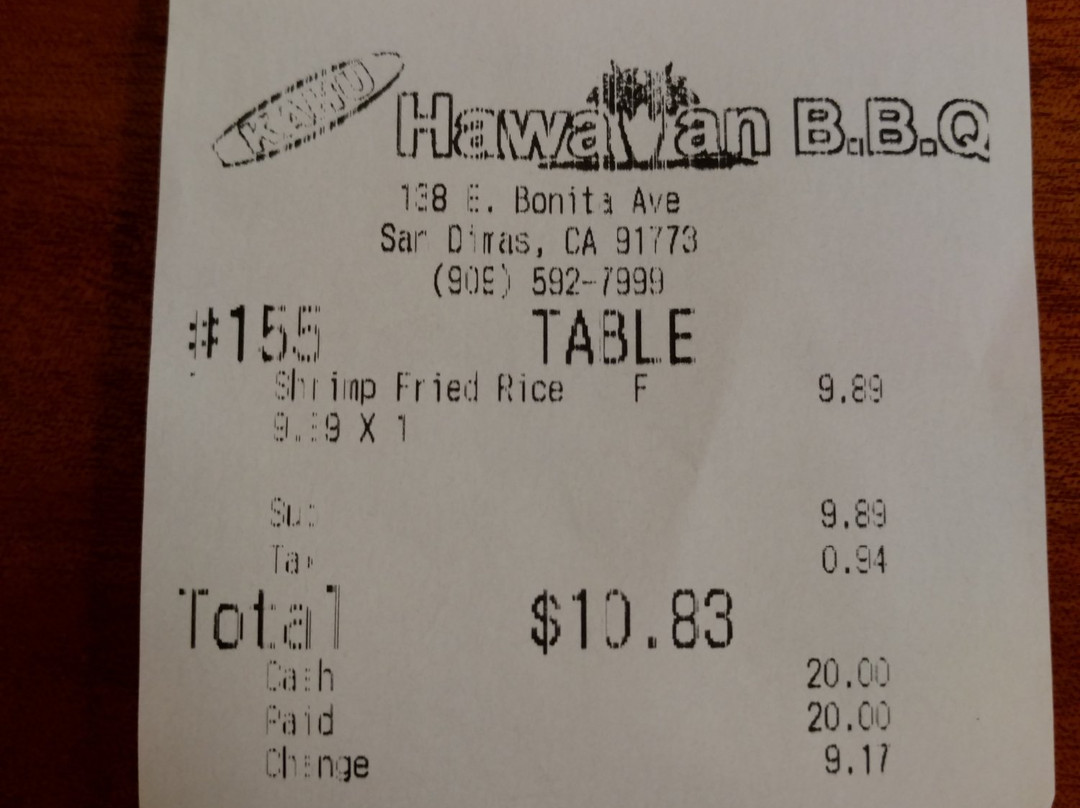 KAWU Hawaiian B.B.Q
138 E. Bonita Ave
San Dimas, CA 91773
(909) 592-7999
#155 TABLE
Shrimp Fried Rice F 9.89
9.89 X 1
Sub 9.89
Tax 0.94
Total $10.83
Cash 20.00
Paid 20.00
Change 9.17